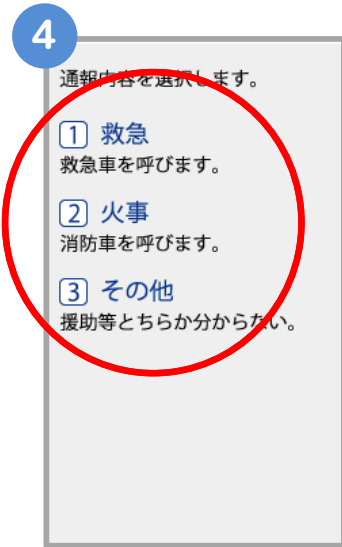 4
通報内容を選択します。
1 救急
救急車を呼びます。
2 火事
消防車を呼びます。
3 その他
援助等とちらか分からない。